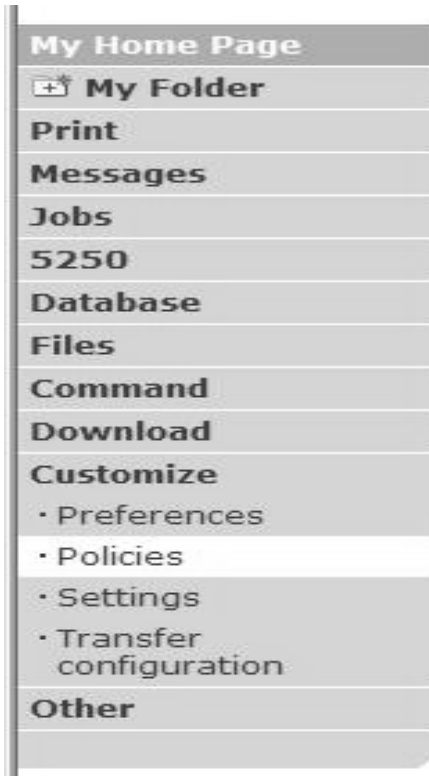 My Home Page
My Folder
Print
Messages
Jobs
5250
Database
Files
Command
Download
Customize
· Preferences
· Policies
· Settings
· Transfer
configuration
Other